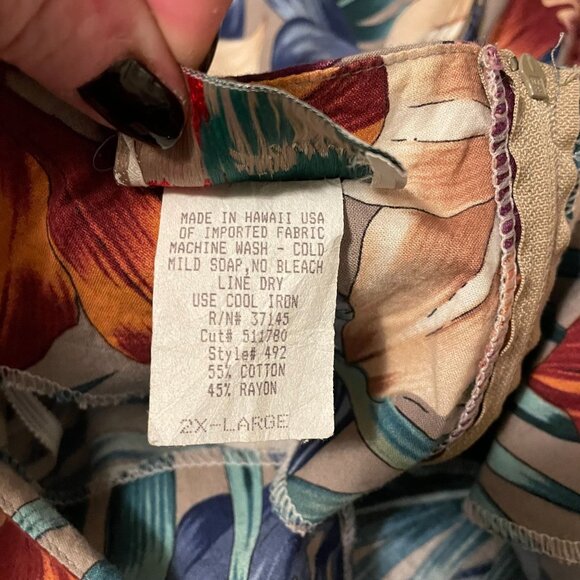 MADE IN HAWAII USA
OF IMPORTED FABRIC
MACHINE WASH - COLD
MILD SOAP,NO BLEACH
LINE DRY
USE COOL IRON
R/N# 37145
Cut# 511780
Style# 492
55% COTTON
45% RAYON
2X-LARGE